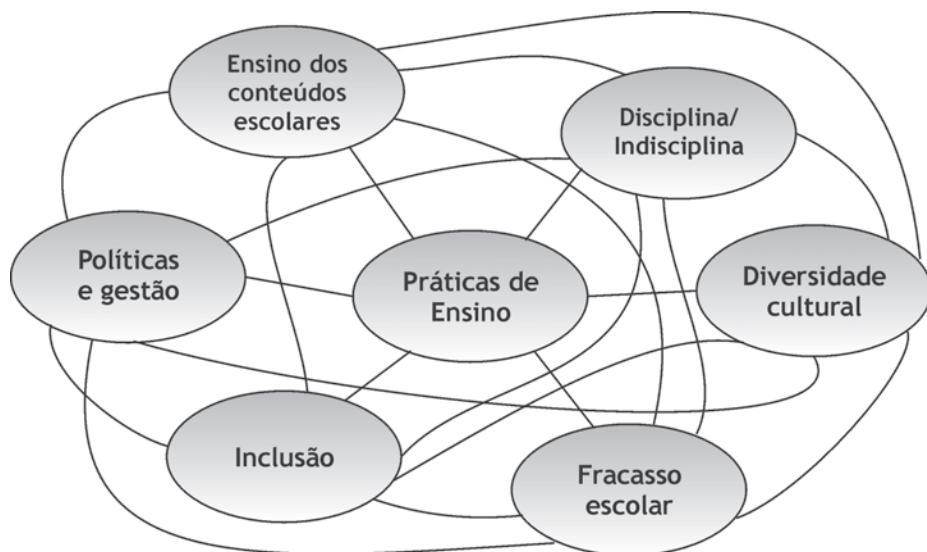 Ensino dos
conteúdos
escolares
Disciplina/
Indisciplina
Políticas
e gestão
Práticas de
Ensino
Diversidade
cultural
Inclusão
Fracasso
escolar